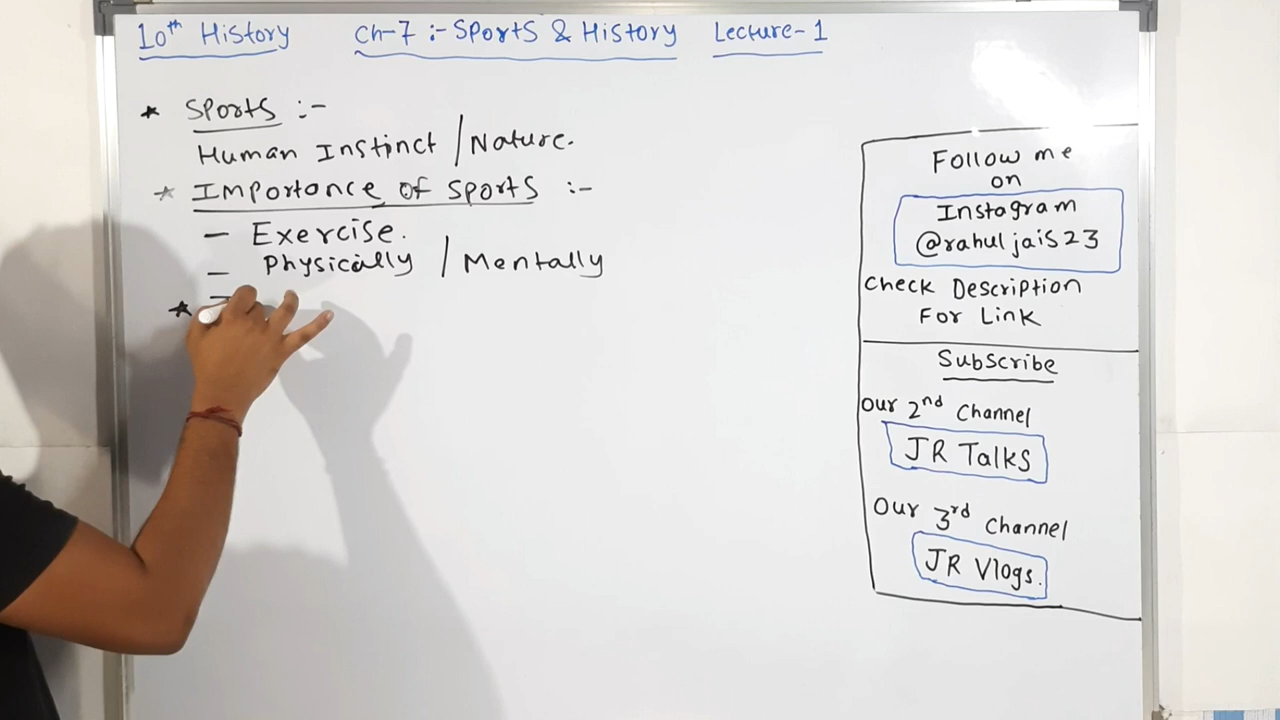 10th History Ch-7 :- Sports & History Lecture-1
* Sports :-
Human Instinct / Nature.
* Importance of sports :-
- Exercise.
- Physically / Mentally
*
Follow me
on
Instagram
@rahuljais23
Check Description
For Link
Subscribe
Our 2nd Channel
JR Talks
Our 3rd Channel
JR Vlogs.